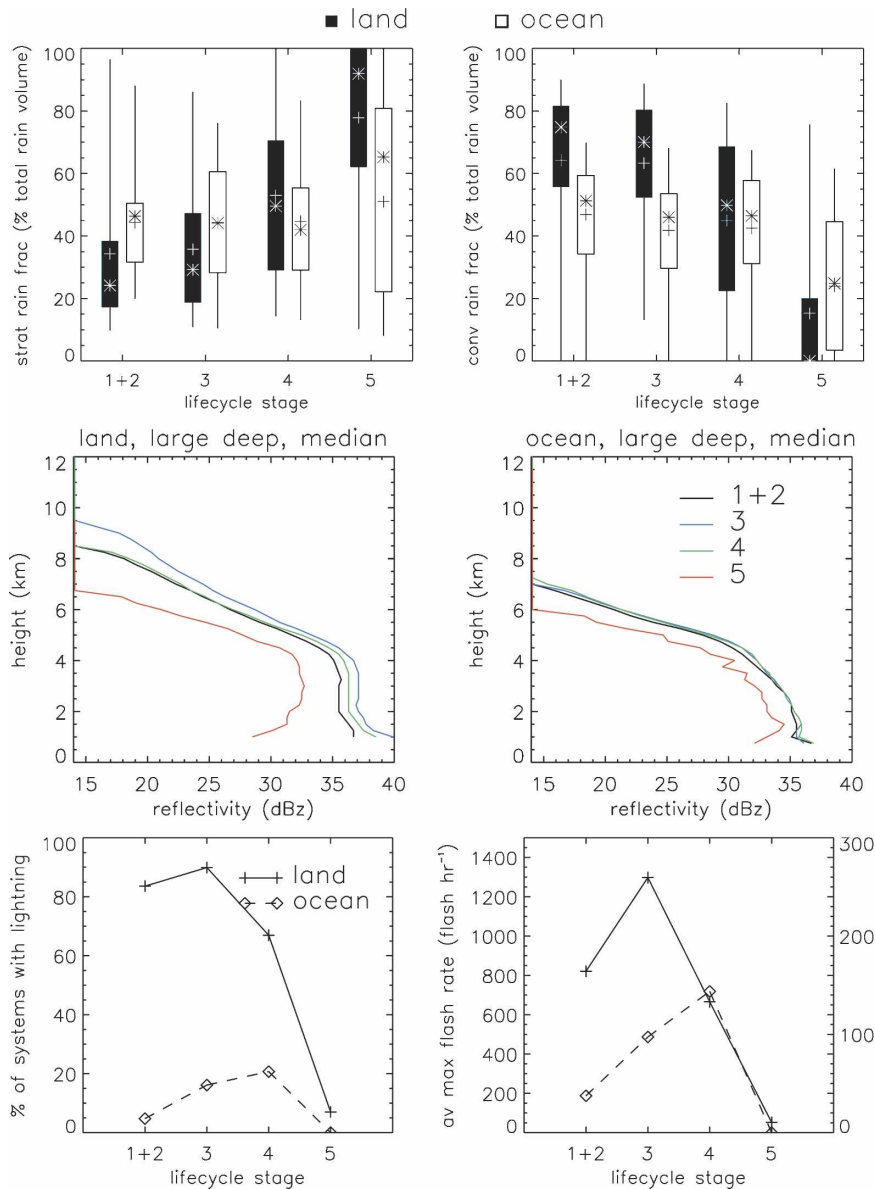 land ocean
strat rain frac (% total rain volume)
100
80
60
40
20
0
1+2 3 4 5
lifecycle stage
conv rain frac (% total rain volume)
100
80
60
40
20
0
1+2 3 4 5
lifecycle stage
land, large deep, median
height (km)
12
10
8
6
4
2
0
20 25 30 35 40
reflectivity (dBz)
ocean, large deep, median
height (km)
12
10
8
6
4
2
0
1+2
3
4
5
20 25 30 35 40
reflectivity (dBz)
% of systems with lightning
100
80
60
40
20
0
land
ocean
1+2 3 4 5
lifecycle stage
av max flash rate (flash hr⁻¹)
1400
1200
1000
800
600
400
200
0
300
200
100
0
1+2 3 4 5
lifecycle stage